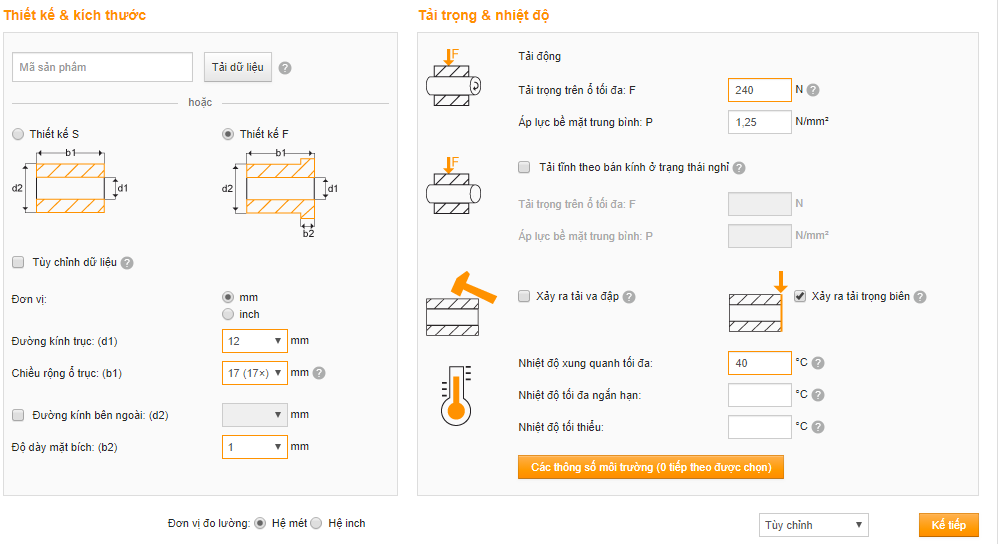 Thiết kế & kích thước
Mã sản phẩm
Tải dữ liệu ?
hoặc
Thiết kế S
Thiết kế F
b1
b1
d2
d1
d2
d1
b2
Tùy chỉnh dữ liệu ?
Đơn vị:
mm
inch
Đường kính trục: (d1)
12
mm
Chiều rộng ổ trục: (b1)
17 (17×)
mm ?
Đường kính bên ngoài: (d2)
mm
Độ dày mặt bích: (b2)
1
mm
Tải trọng & nhiệt độ
F
Tải động
Tải trọng trên ổ tối đa: F
240
N ?
Áp lực bề mặt trung bình: P
1,25
N/mm²
F
Tải tĩnh theo bán kính ở trạng thái nghỉ ?
Tải trọng trên ổ tối đa: F
N
Áp lực bề mặt trung bình: P
N/mm²
Xảy ra tải va đập ?
Xảy ra tải trọng biên ?
Nhiệt độ xung quanh tối đa:
40
°C ?
Nhiệt độ tối đa ngắn hạn:
°C ?
Nhiệt độ tối thiểu:
°C ?
Các thông số môi trường (0 tiếp theo được chọn)
Đơn vị đo lường:
Hệ mét
Hệ inch
Tùy chỉnh
Kế tiếp